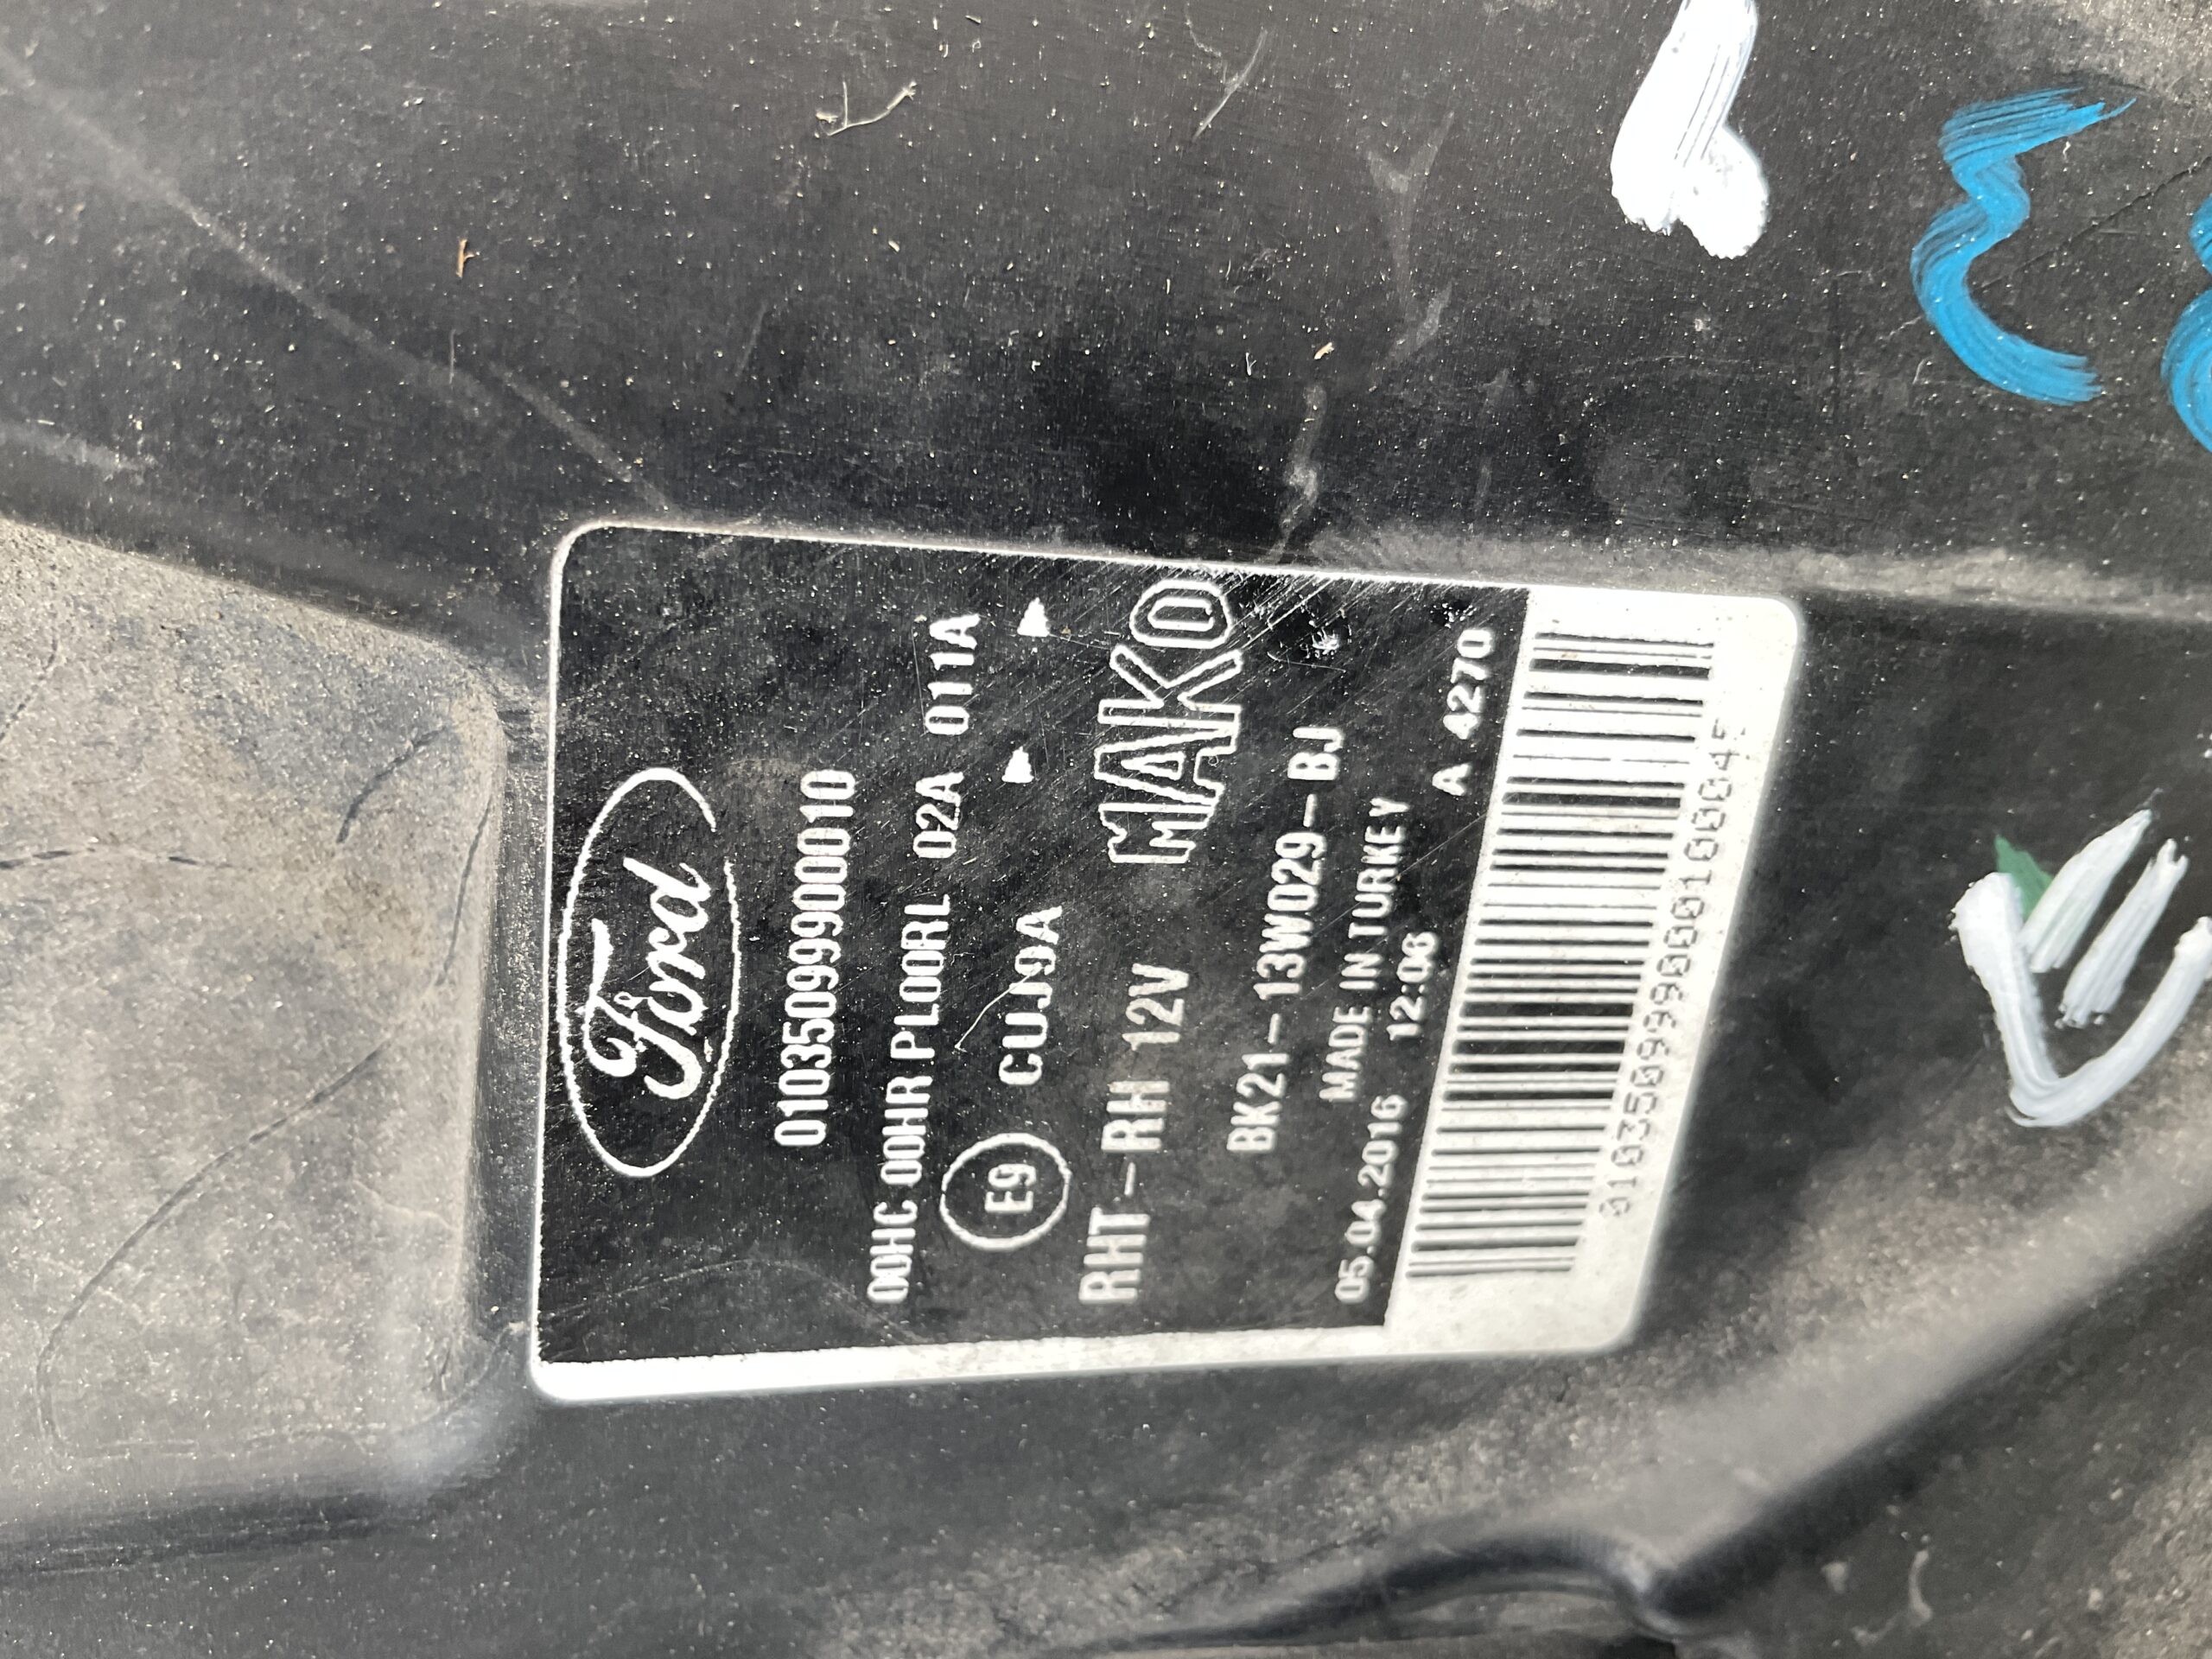 Ford
0103509990001D
00HC 00HR PL00RL 02A 011A
E9 CUJ9A
RHT-RH 12V MAKO
BK21-13W029-BJ
MADE IN TURKEY
05.04.2016 12:06 A 4270